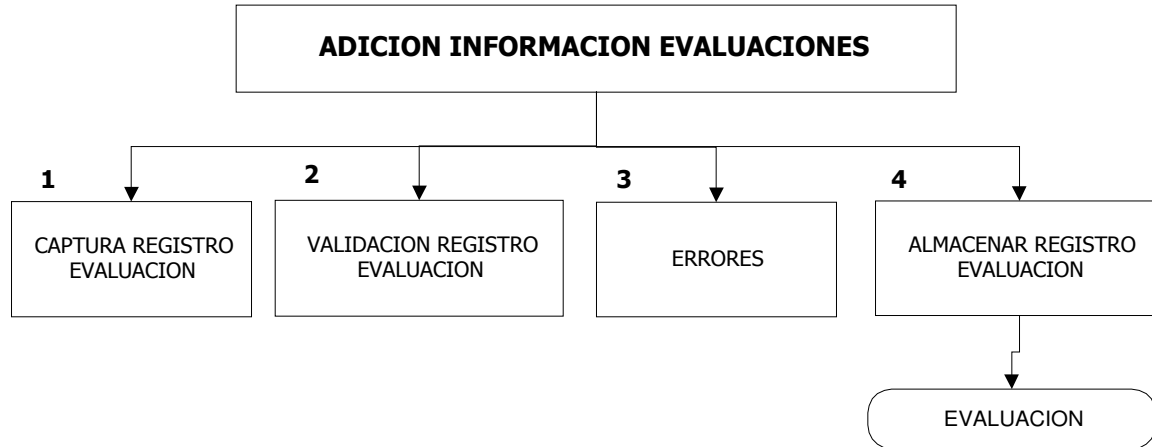 ADICION INFORMACION EVALUACIONES
1
2
3
4
CAPTURA REGISTRO
EVALUACION
VALIDACION REGISTRO
EVALUACION
ERRORES
ALMACENAR REGISTRO
EVALUACION
EVALUACION